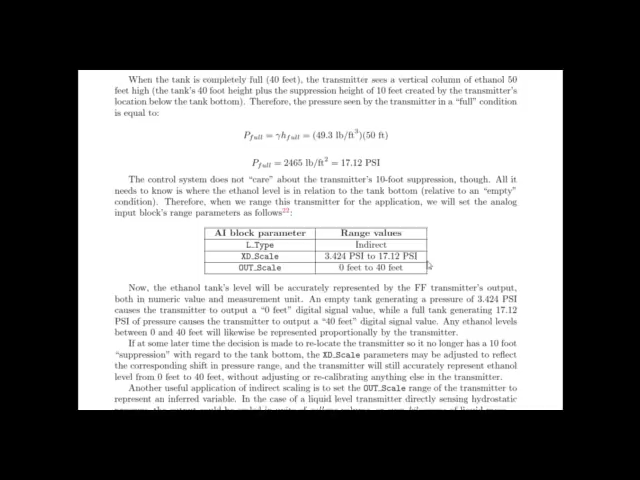 When the tank is completely full (40 feet), the transmitter sees a vertical column of ethanol 50
feet high (the tank's 40 foot height plus the suppression height of 10 feet created by the transmitter's
location below the tank bottom). Therefore, the pressure seen by the transmitter in a "full" condition
is equal to:
P_full = γh_full = (49.3 lb/ft³)(50 ft)
P_full = 2465 lb/ft² = 17.12 PSI
The control system does not "care" about the transmitter's 10-foot suppression, though. All it
needs to know is where the ethanol level is in relation to the tank bottom (relative to an "empty"
condition). Therefore, when we range this transmitter for the application, we will set the analog
input block's range parameters as follows²²:
AI block parameter Range values
L_Type Indirect
XD_Scale 3.424 PSI to 17.12 PSI
OUT_Scale 0 feet to 40 feet
Now, the ethanol tank's level will be accurately represented by the FF transmitter's output,
both in numeric value and measurement unit. An empty tank generating a pressure of 3.424 PSI
causes the transmitter to output a "0 feet" digital signal value, while a full tank generating 17.12
PSI of pressure causes the transmitter to output a "40 feet" digital signal value. Any ethanol levels
between 0 and 40 feet will likewise be represented proportionally by the transmitter.
If at some later time the decision is made to re-locate the transmitter so it no longer has a 10 foot
"suppression" with regard to the tank bottom, the XD_Scale parameters may be adjusted to reflect
the corresponding shift in pressure range, and the transmitter will still accurately represent ethanol
level from 0 feet to 40 feet, without adjusting or re-calibrating anything else in the transmitter.
Another useful application of indirect scaling is to set the OUT_Scale range of the transmitter to
represent an inferred variable. In the case of a liquid level transmitter directly sensing hydrostatic